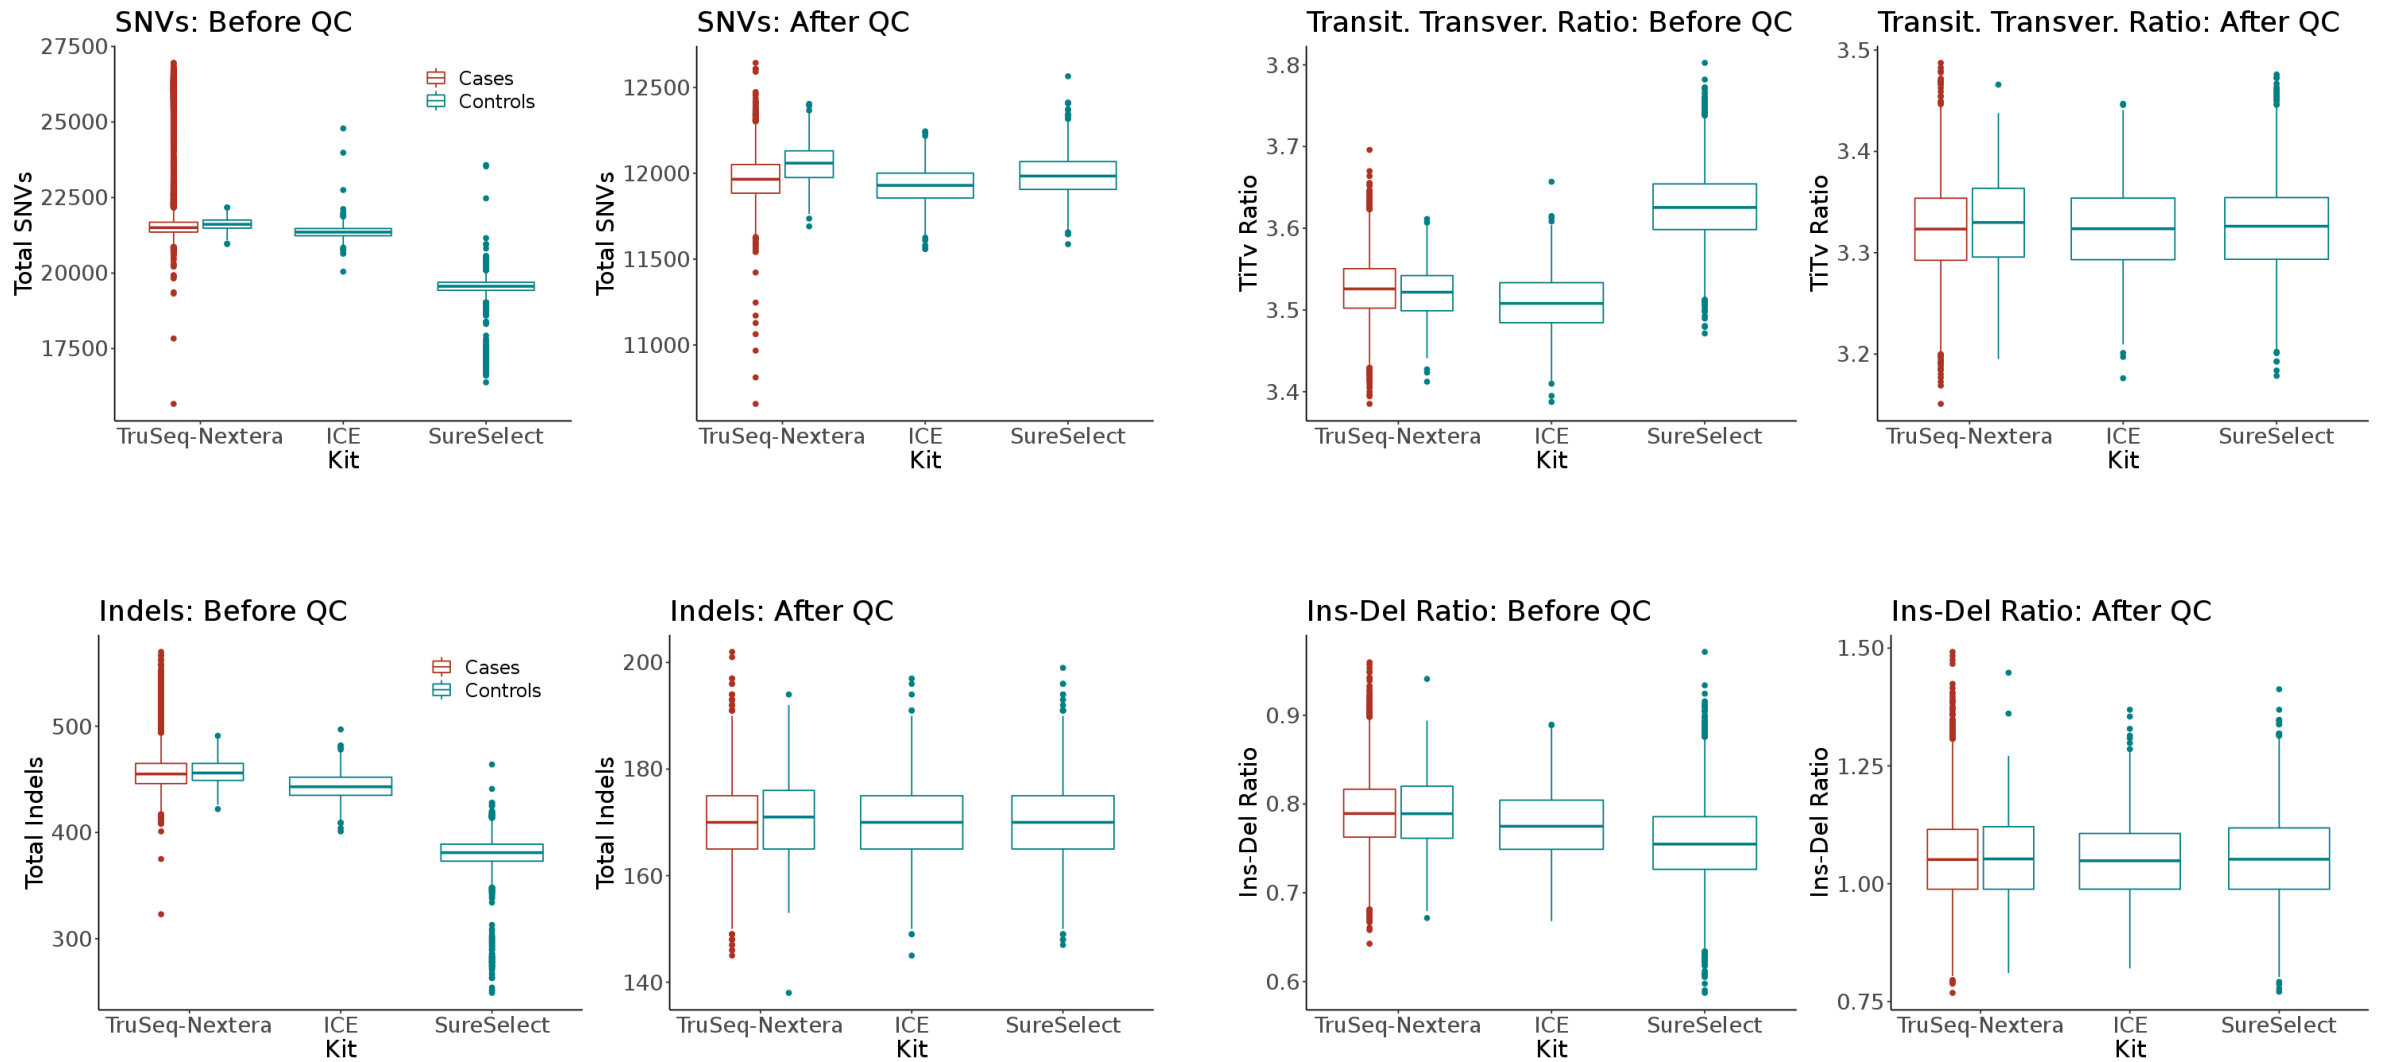 SNVs: Before QC
27500
25000
22500
20000
17500
Total SNVs
Cases
Controls
TruSeq-Nextera ICE SureSelect
Kit
SNVs: After QC
12500
12000
11500
11000
Total SNVs
TruSeq-Nextera ICE SureSelect
Kit
Transit. Transver. Ratio: Before QC
3.8
3.7
3.6
3.5
3.4
TiTv Ratio
TruSeq-Nextera ICE SureSelect
Kit
Transit. Transver. Ratio: After QC
3.5
3.4
3.3
3.2
TiTv Ratio
TruSeq-Nextera ICE SureSelect
Kit
Indels: Before QC
500
400
300
Total Indels
Cases
Controls
TruSeq-Nextera ICE SureSelect
Kit
Indels: After QC
200
180
160
140
Total Indels
TruSeq-Nextera ICE SureSelect
Kit
Ins-Del Ratio: Before QC
0.9
0.8
0.7
0.6
Ins-Del Ratio
TruSeq-Nextera ICE SureSelect
Kit
Ins-Del Ratio: After QC
1.50
1.25
1.00
0.75
Ins-Del Ratio
TruSeq-Nextera ICE SureSelect
Kit